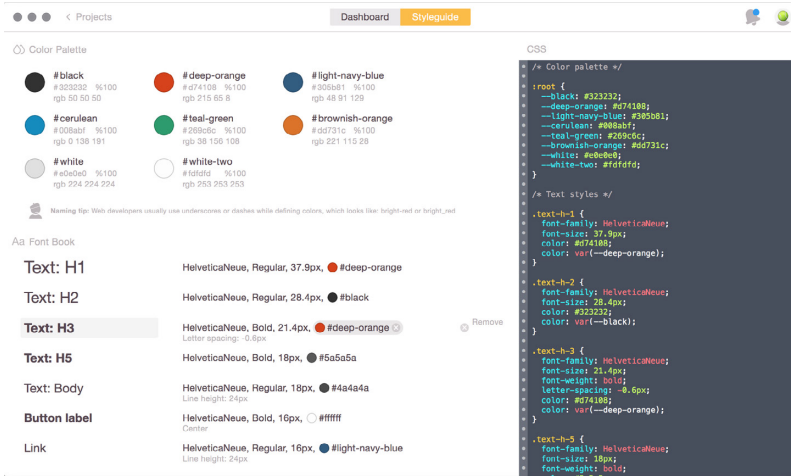 Projects
Dashboard
Styleguide
Color Palette
#black
#323232 %100
rgb 50 50 50
#deep-orange
#d74108 %100
rgb 215 65 8
#light-navy-blue
#305b81 %100
rgb 48 91 129
#cerulean
#008abf %100
rgb 0 138 191
#teal-green
#269c6c %100
rgb 38 156 108
#brownish-orange
#dd731c %100
rgb 221 115 28
#white
#e0e0e0 %100
rgb 224 224 224
#white-two
#fdfdfd %100
rgb 253 253 253
Naming tip: Web developers usually use underscores or dashes while defining colors, which looks like: bright-red or bright_red
Aa Font Book
Text: H1
HelveticaNeue, Regular, 37.9px, #deep-orange
Text: H2
HelveticaNeue, Regular, 28.4px, #black
Text: H3
HelveticaNeue, Bold, 21.4px, #deep-orange
Remove
Letter spacing: -0.6px
Text: H5
HelveticaNeue, Bold, 18px, #5a5a5a
Text: Body
HelveticaNeue, Regular, 18px, #4a4a4a
Line height: 24px
Button label
HelveticaNeue, Bold, 16px, #ffffff
Center
Link
HelveticaNeue, Regular, 16px, #light-navy-blue
Line height: 24px
CSS
/* Color palette */
:root {
--black: #323232;
--deep-orange: #d74108;
--light-navy-blue: #305b81;
--cerulean: #008abf;
--teal-green: #269c6c;
--brownish-orange: #dd731c;
--white: #e0e0e0;
--white-two: #fdfdfd;
}
/* Text styles */
.text-h-1 {
font-family: HelveticaNeue;
font-size: 37.9px;
color: #d74108;
color: var(--deep-orange);
}
.text-h-2 {
font-family: HelveticaNeue;
font-size: 28.4px;
color: #323232;
color: var(--black);
}
.text-h-3 {
font-family: HelveticaNeue;
font-size: 21.4px;
font-weight: bold;
letter-spacing: -0.6px;
color: #d74108;
color: var(--deep-orange);
}
.text-h-5 {
font-family: HelveticaNeue;
font-size: 18px;
font-weight: bold;